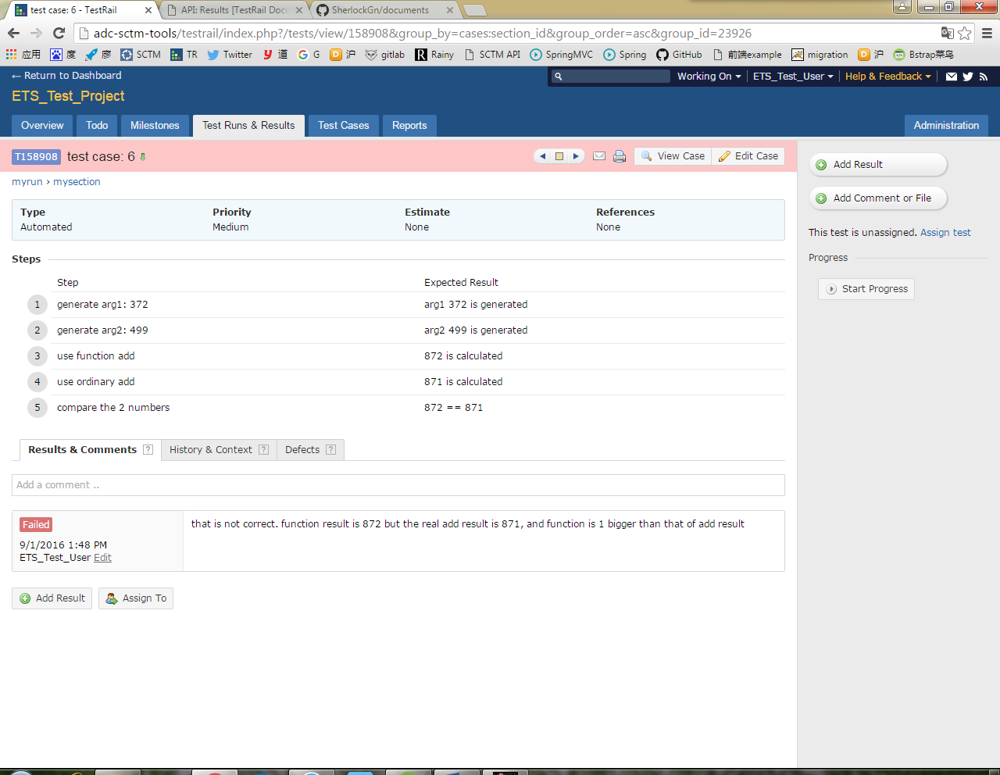 test case: 6 - TestRail
API: Results [TestRail Docu
SherlockGn/documents
adc-sctm-tools/testrail/index.php?/tests/view/158908&group_by=cases:section_id&group_order=asc&group_id=23926
应用 度 廖 SCTM TR Twitter 道 G 沪 gitlab Rainy SCTM API SpringMVC Spring GitHub 前端example migration 沪 Bstrap菜鸟
← Return to Dashboard
Working On ETS_Test_User Help & Feedback
ETS_Test_Project
Overview Todo Milestones Test Runs & Results Test Cases Reports Administration
T158908 test case: 6 View Case Edit Case
myrun › mysection
Type Priority Estimate References
Automated Medium None None
Steps
Step Expected Result
1 generate arg1: 372 arg1 372 is generated
2 generate arg2: 499 arg2 499 is generated
3 use function add 872 is calculated
4 use ordinary add 871 is calculated
5 compare the 2 numbers 872 == 871
Results & Comments ? History & Context ? Defects ?
Add a comment ..
Failed
9/1/2016 1:48 PM
ETS_Test_User Edit
that is not correct. function result is 872 but the real add result is 871, and function is 1 bigger than that of add result
Add Result Assign To
Add Result
Add Comment or File
This test is unassigned. Assign test
Progress
Start Progress